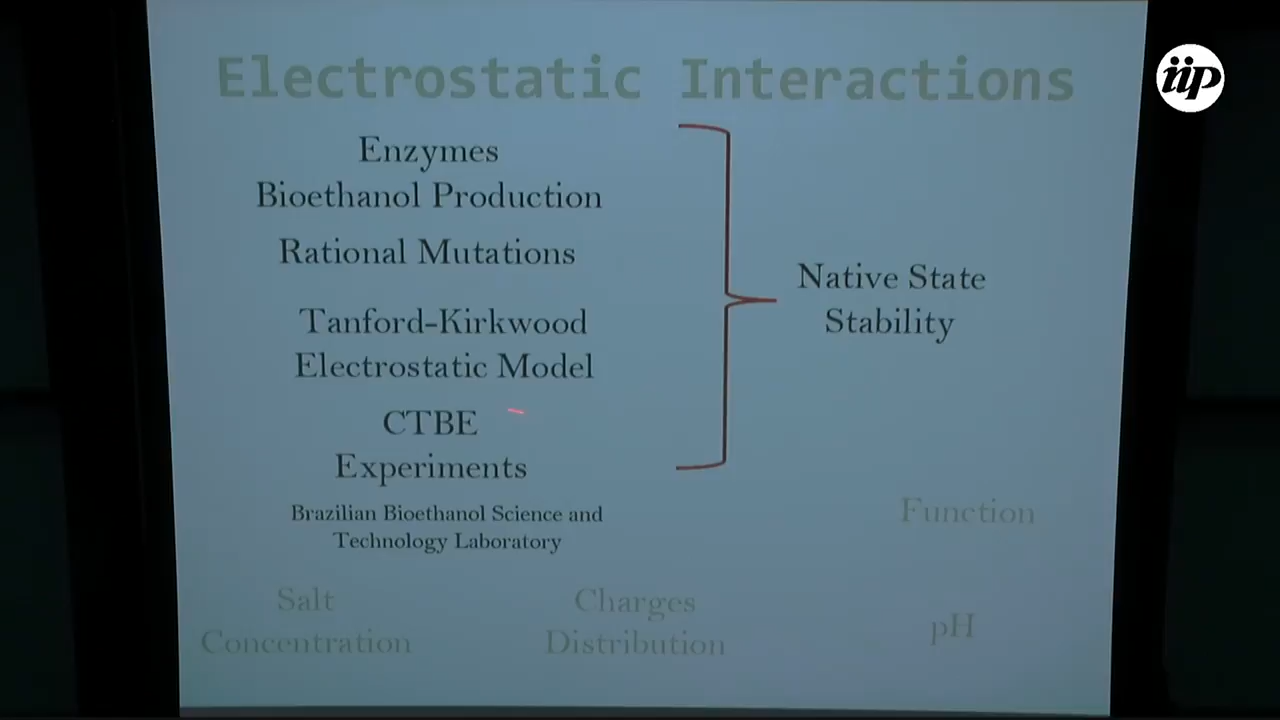 Electrostatic Interactions
iip
Enzymes
Bioethanol Production
Rational Mutations
Tanford-Kirkwood
Electrostatic Model
CTBE
Experiments
Brazilian Bioethanol Science and
Technology Laboratory
Native State
Stability
Function
Salt
Concentration
Charges
Distribution
pH